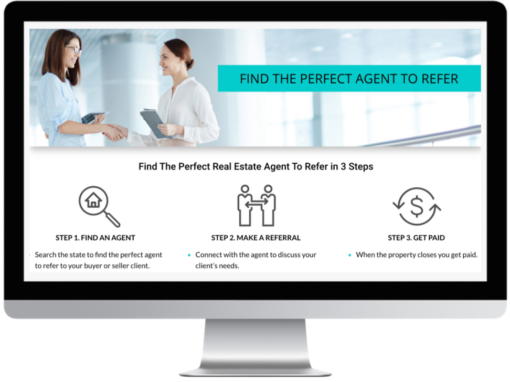 FIND THE PERFECT AGENT TO REFER
Find The Perfect Real Estate Agent To Refer in 3 Steps
STEP 1. FIND AN AGENT
Search the state to find the perfect agent
to refer to your buyer or seller client.
STEP 2. MAKE A REFERRAL
Connect with the agent to discuss your
client's needs.
STEP 3. GET PAID
When the property closes you get paid.